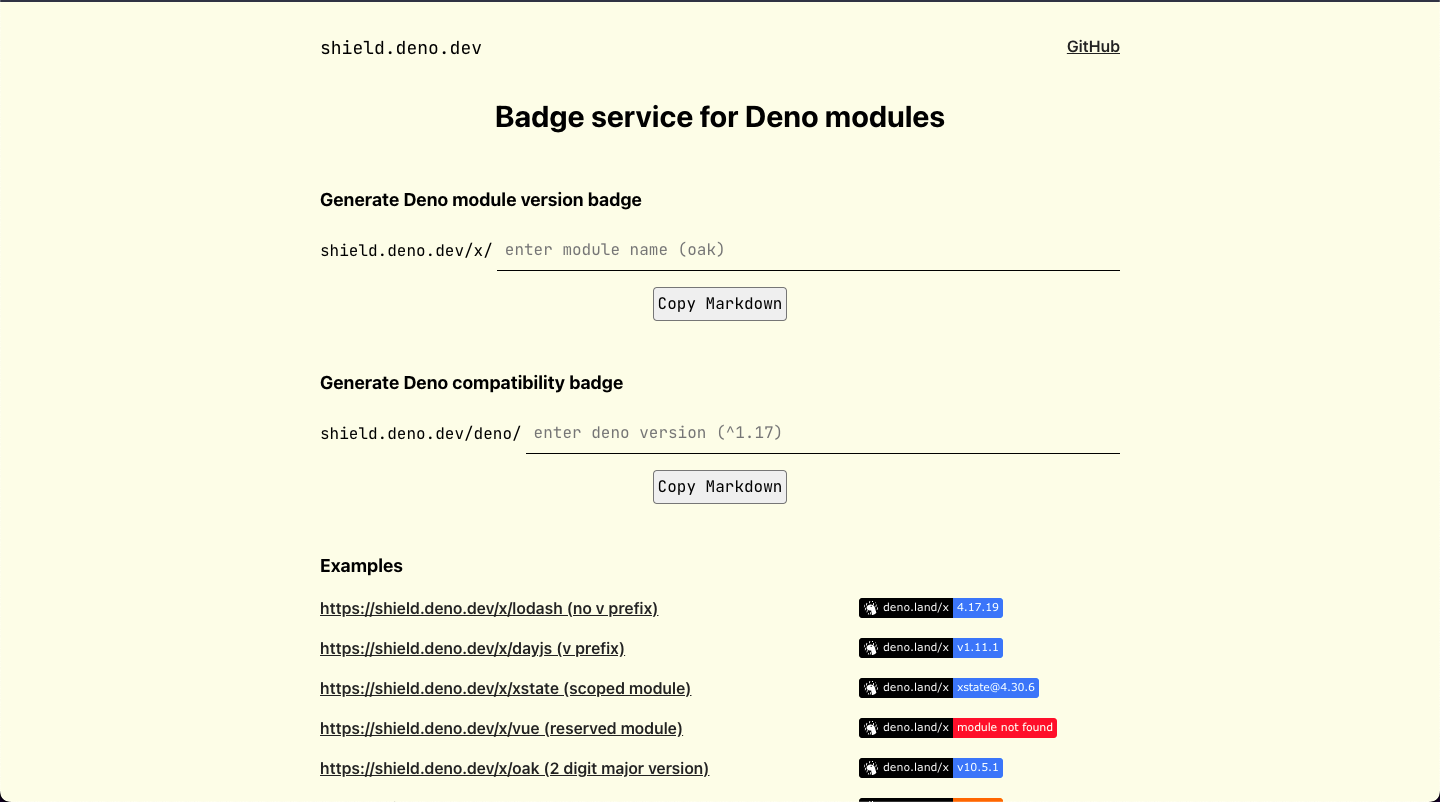 shield.deno.dev GitHub
Badge service for Deno modules
Generate Deno module version badge
shield.deno.dev/x/ enter module name (oak)
Copy Markdown
Generate Deno compatibility badge
shield.deno.dev/deno/ enter deno version (^1.17)
Copy Markdown
Examples
https://shield.deno.dev/x/lodash (no v prefix) deno.land/x 4.17.19
https://shield.deno.dev/x/dayjs (v prefix) deno.land/x v1.11.1
https://shield.deno.dev/x/xstate (scoped module) deno.land/x xstate@4.30.6
https://shield.deno.dev/x/vue (reserved module) deno.land/x module not found
https://shield.deno.dev/x/oak (2 digit major version) deno.land/x v10.5.1